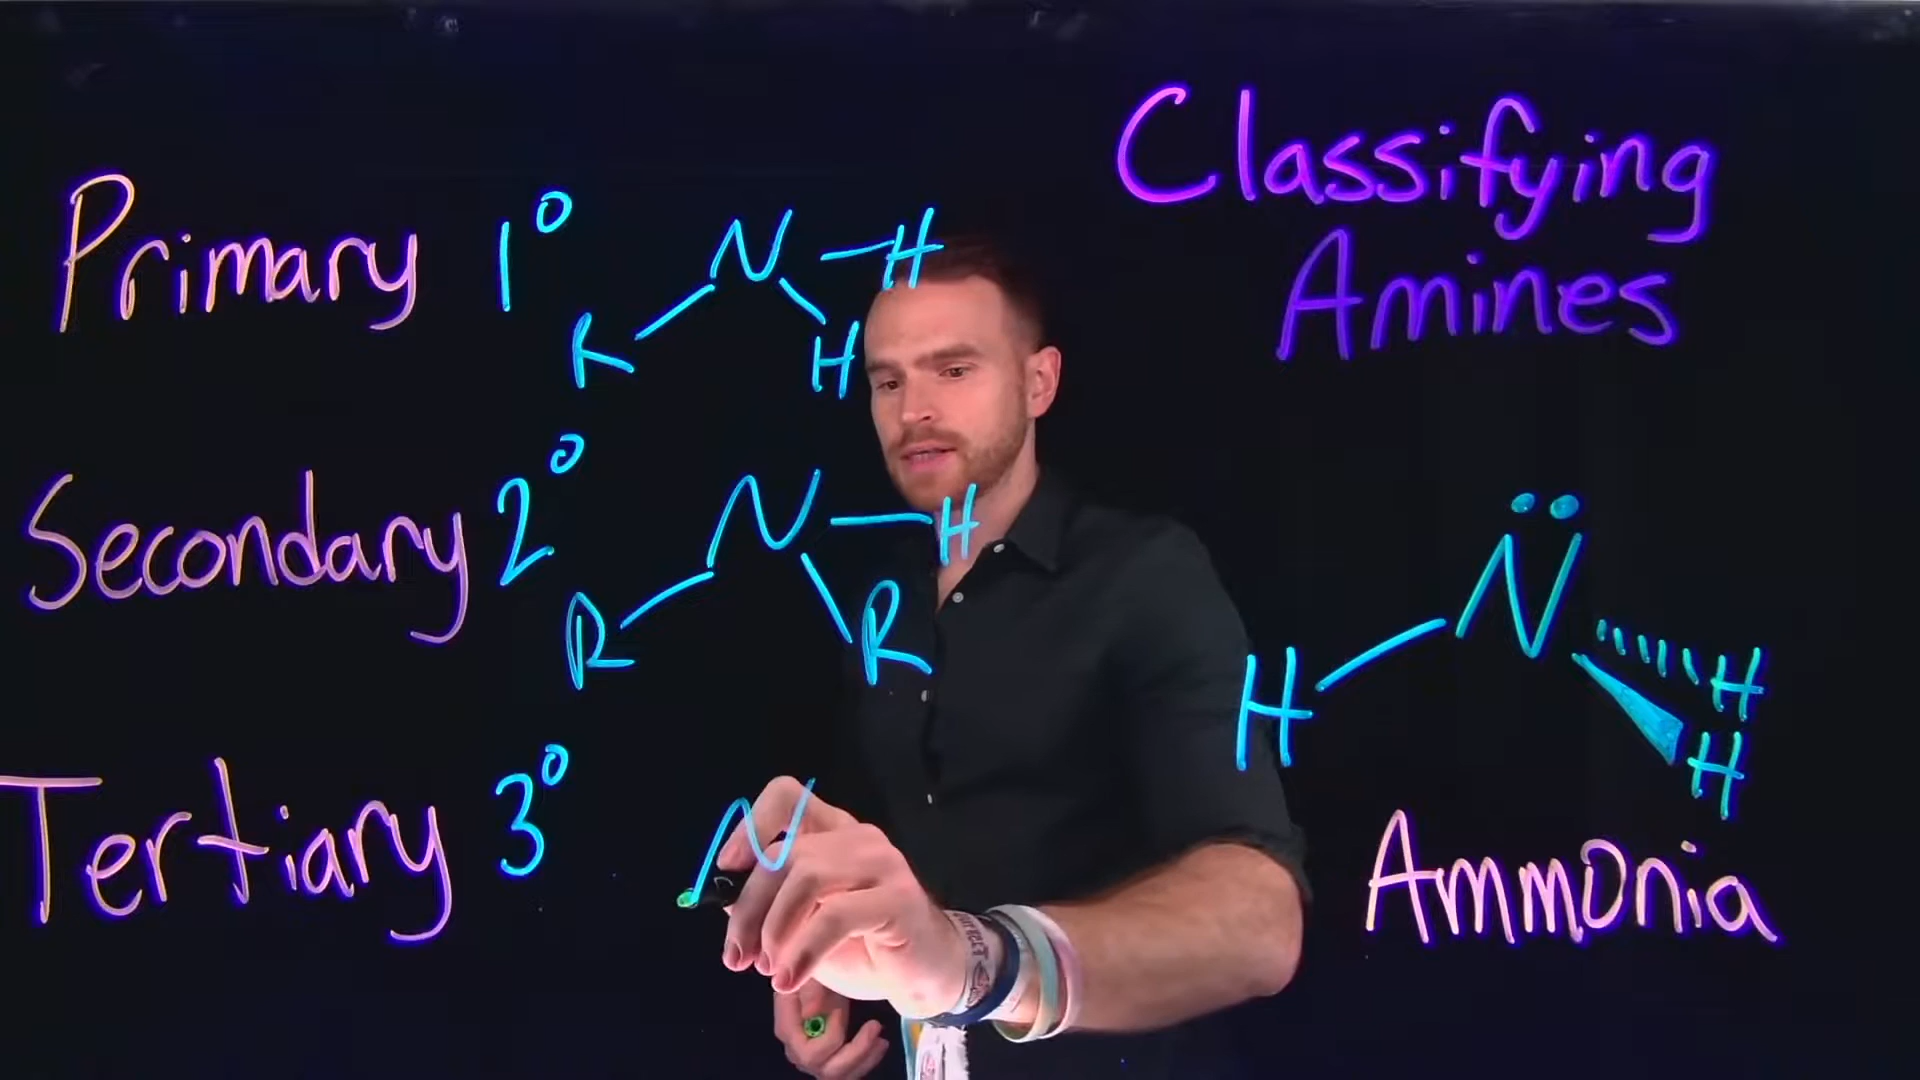 Classifying
Amines
Primary 1°
N-H
R
H
Secondary 2°
N-H
R
R
Tertiary 3°
N
N
H
H
H
Ammonia